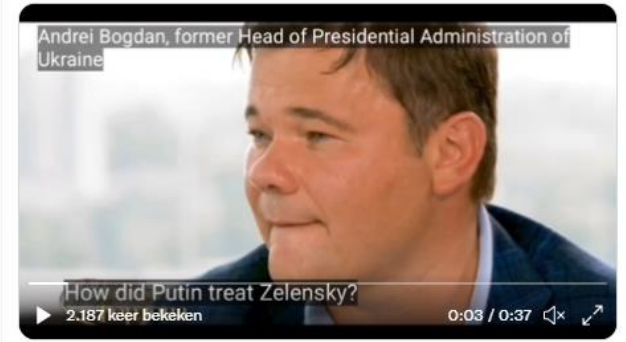 Andrei Bogdan, former Head of Presidential Administration of
Ukraine
How did Putin treat Zelensky?
2.187 keer bekeken
0:03 / 0:37